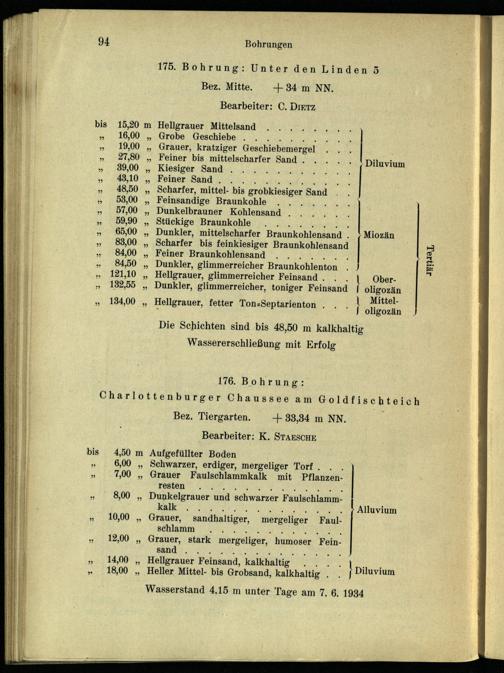 94
Bohrungen
175. Bohrung: Unter den Linden 5
Bez. Mitte. + 34 m NN.
Bearbeiter: C. DIETZ
bis 15,20 m Hellgrauer Mittelsand . . . . . . . .
„ 16,00 „ Grobe Geschiebe . . . . . . . .
„ 19,00 „ Grauer, kratziger Geschiebemergel . . .
„ 27,80 „ Feiner bis mittelscharfer Sand . . . . .
„ 39,00 „ Kiesiger Sand . . . . . . . . . Diluvium
„ 43,10 „ Feiner Sand . . . . . . . . . .
„ 48,50 „ Scharfer, mittel- bis grobkiesiger Sand . .
„ 53,00 „ Feinsandige Braunkohle . . . . . . .
„ 57,00 „ Dunkelbrauner Kohlensand . . . . . .
„ 59,90 „ Stückige Braunkohle . . . . . . .
„ 65,00 „ Dunkler, mittelscharfer Braunkohlensand . Miozän
„ 83,00 „ Scharfer bis feinkiesiger Braunkohlensand
„ 84,00 „ Feiner Braunkohlensand . . . . . . .
„ 84,50 „ Dunkler, glimmerreicher Braunkohlenton .
„ 121,10 „ Hellgrauer, glimmerreicher Feinsand . . . Ober-
„ 132,55 „ Dunkler, glimmerreicher, toniger Feinsand oligozän
„ 134,00 „ Hellgrauer, fetter Ton=Septarienton . . . Mittel-
oligozän
Tertiär
Die Schichten sind bis 48,50 m kalkhaltig
Wassererschließung mit Erfolg
176. Bohrung:
Charlottenburger Chaussee am Goldfischteich
Bez. Tiergarten. + 33,34 m NN.
Bearbeiter: K. STAESCHE
bis 4,50 m Aufgefüllter Boden
„ 6,00 „ Schwarzer, erdiger, mergeliger Torf . . .
„ 7,00 „ Grauer Faulschlammkalk mit Pflanzen-
resten . . . . . . . . . . .
„ 8,00 „ Dunkelgrauer und schwarzer Faulschlamm-
kalk . . . . . . . . . . . . Alluvium
„ 10,00 „ Grauer, sandhaltiger, mergeliger Faul-
schlamm . . . . . . . . . .
„ 12,00 „ Grauer, stark mergeliger, humoser Fein-
sand . . . . . . . . . . . .
„ 14,00 „ Hellgrauer Feinsand, kalkhaltig . . . .
„ 18,00 „ Heller Mittel- bis Grobsand, kalkhaltig . . Diluvium
Wasserstand 4,15 m unter Tage am 7. 6. 1934